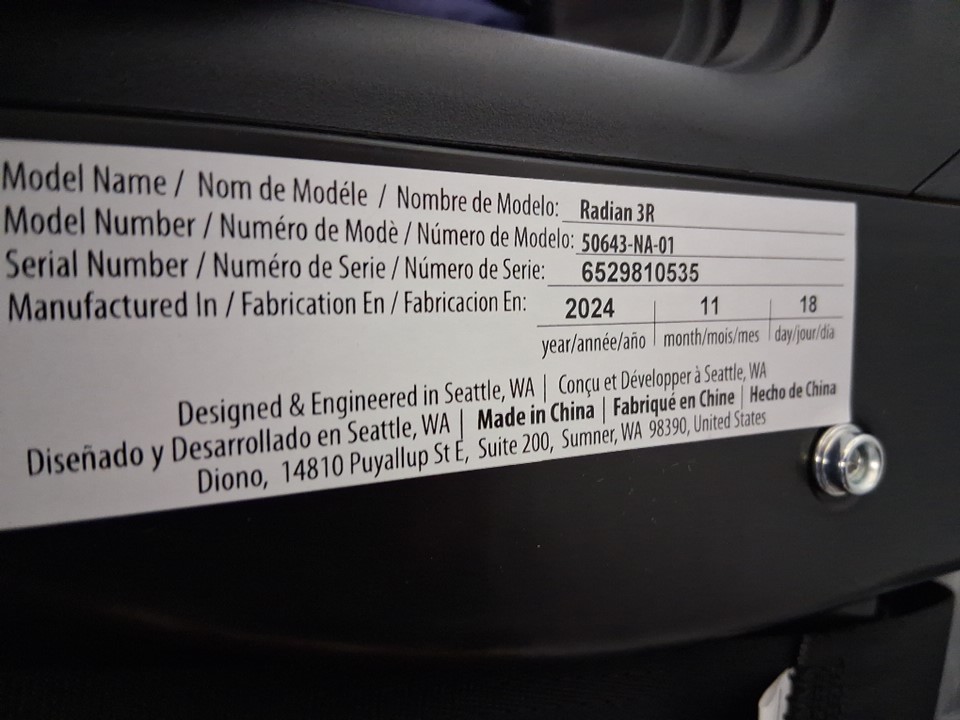 Model Name / Nom de Modéle / Nombre de Modelo: Radian 3R
Model Number / Numéro de Modè / Número de Modelo: 50643-NA-01
Serial Number / Numéro de Serie / Número de Serie: 6529810535
Manufactured In / Fabrication En / Fabricacion En: 2024 | 11 | 18
year/année/año | month/mois/mes | day/jour/día
Designed & Engineered in Seattle, WA | Conçu et Développer à Seattle, WA
Diseñado y Desarrollado en Seattle, WA | Made in China | Fabriqué en Chine | Hecho de China
Diono, 14810 Puyallup St E, Suite 200, Sumner, WA 98390, United States